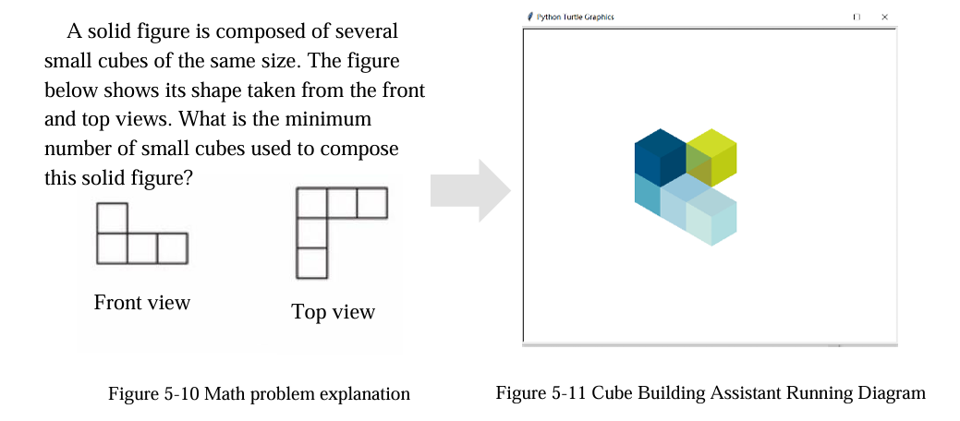 A solid figure is composed of several
small cubes of the same size. The figure
below shows its shape taken from the front
and top views. What is the minimum
number of small cubes used to compose
this solid figure?
Front view
Top view
Figure 5-10 Math problem explanation
Python Turtle Graphics
Figure 5-11 Cube Building Assistant Running Diagram